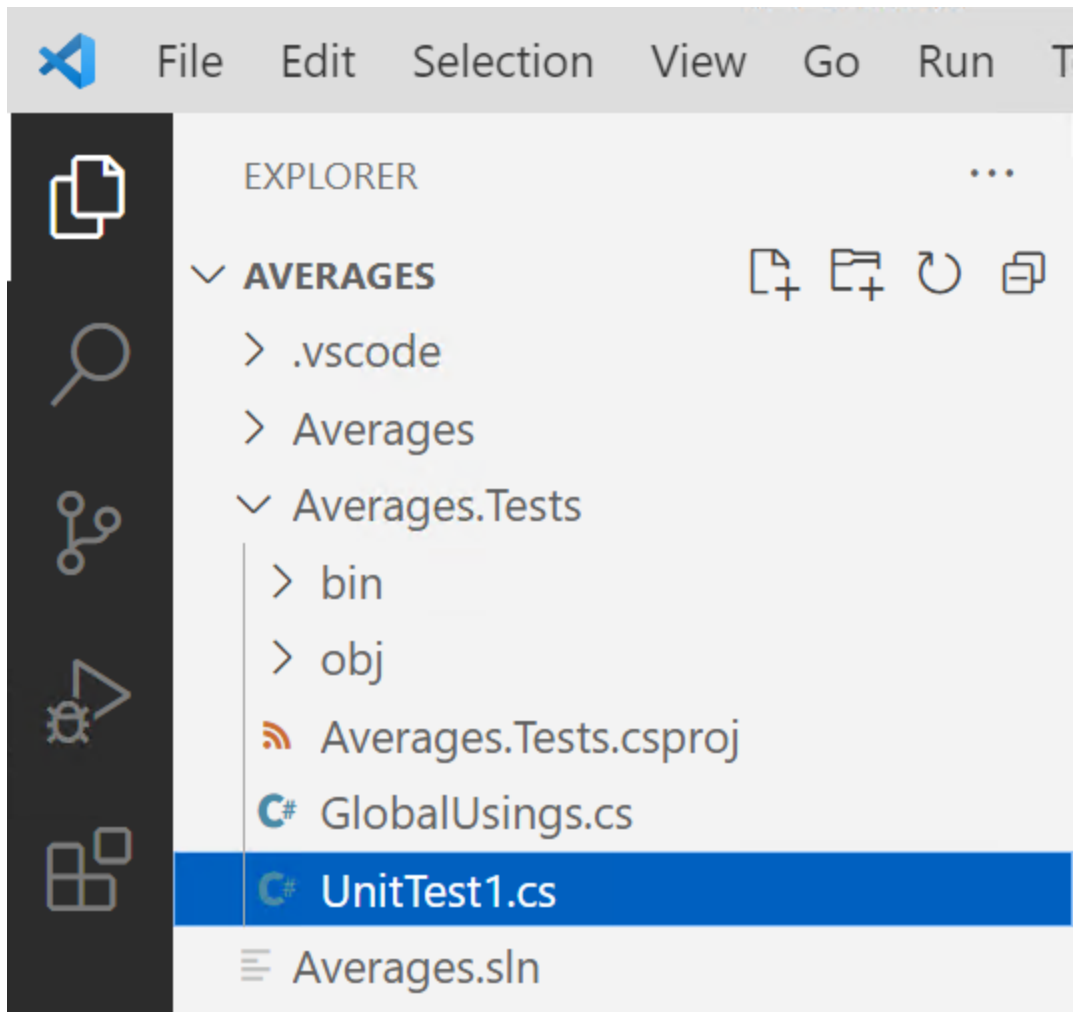 File Edit Selection View Go Run
EXPLORER ...
AVERAGES
.vscode
Averages
Averages.Tests
bin
obj
Averages.Tests.csproj
C# GlobalUsings.cs
C# UnitTest1.cs
Averages.sln